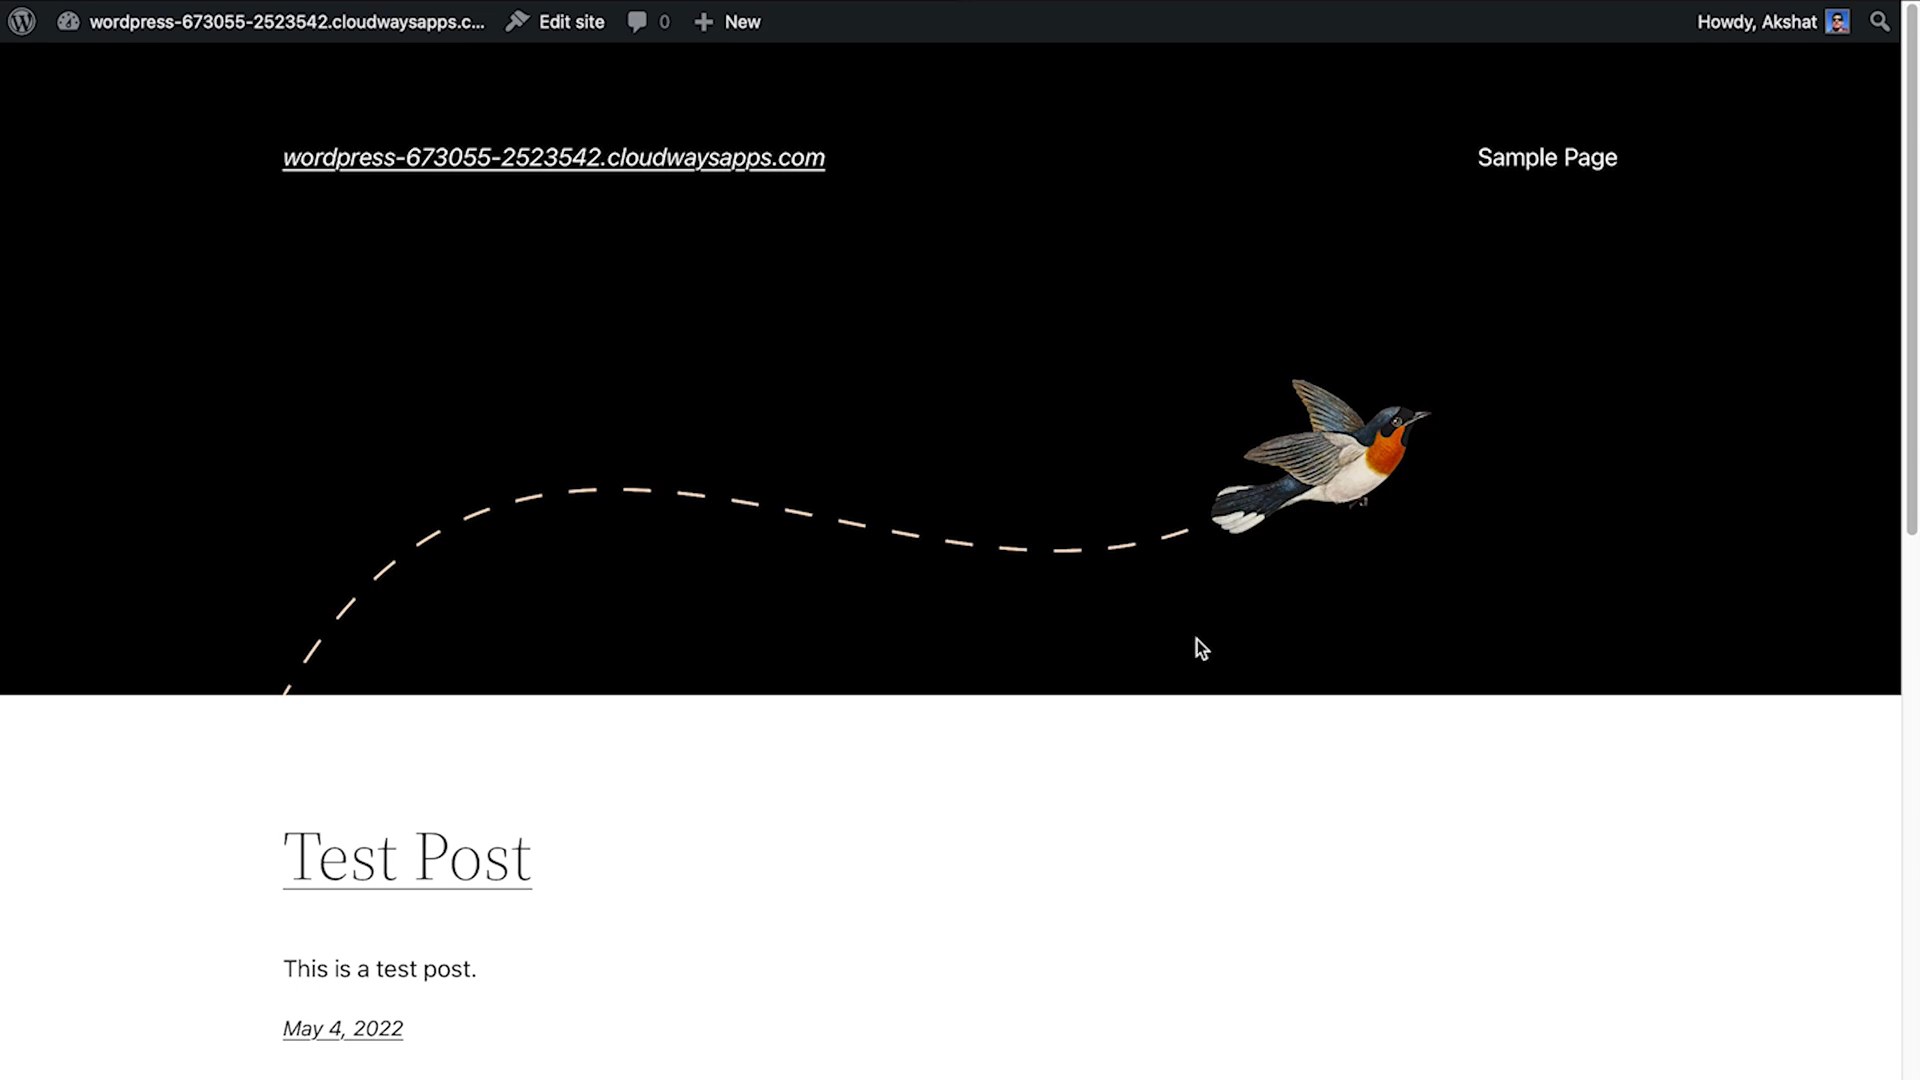 wordpress-673055-2523542.cloudwaysapps.c... Edit site 0 New Howdy, Akshat
wordpress-673055-2523542.cloudwaysapps.com Sample Page
Test Post
This is a test post.
May 4, 2022